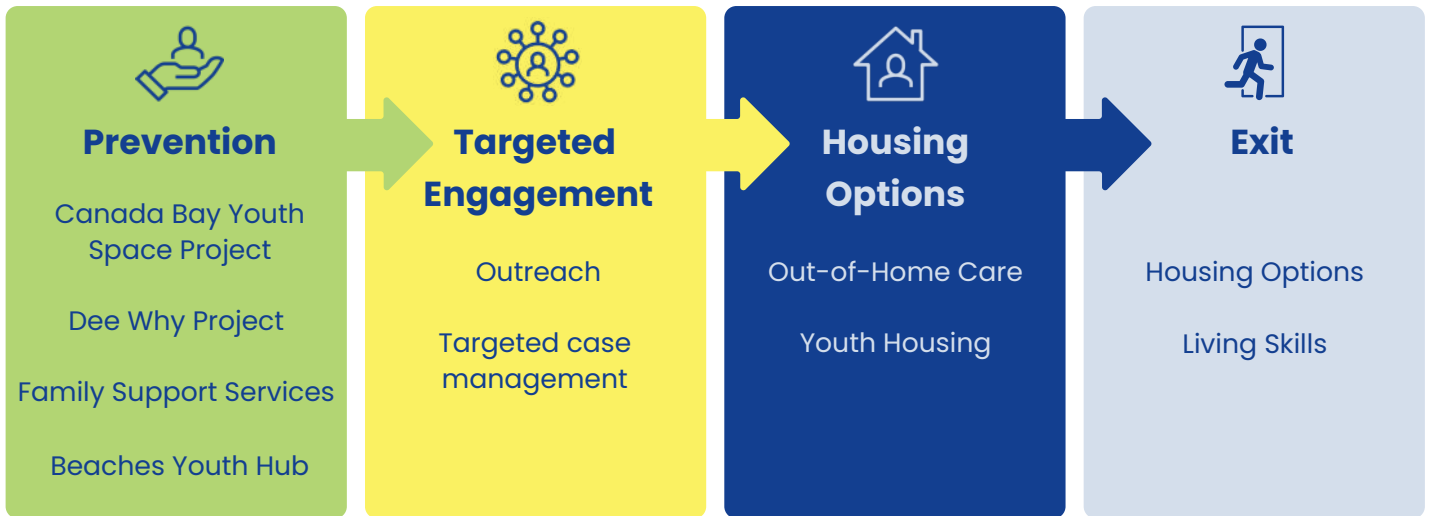 Prevention
Canada Bay Youth
Space Project
Dee Why Project
Family Support Services
Beaches Youth Hub
Targeted
Engagement
Outreach
Targeted case
management
Housing
Options
Out-of-Home Care
Youth Housing
Exit
Housing Options
Living Skills